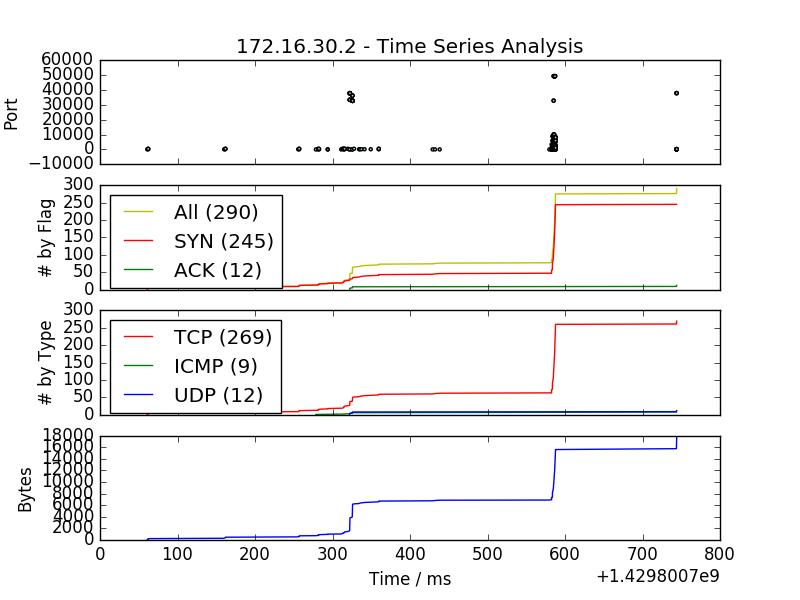 172.16.30.2 - Time Series Analysis
60000
50000
40000
30000
20000
10000
0
−10000
Port
300
250
200
150
100
50
0
# by Flag
All (290)
SYN (245)
ACK (12)
300
250
200
150
100
50
0
# by Type
TCP (269)
ICMP (9)
UDP (12)
18000
16000
14000
12000
10000
8000
6000
4000
2000
0
Bytes
0 100 200 300 400 500 600 700 800
Time / ms
+1.4298007e9